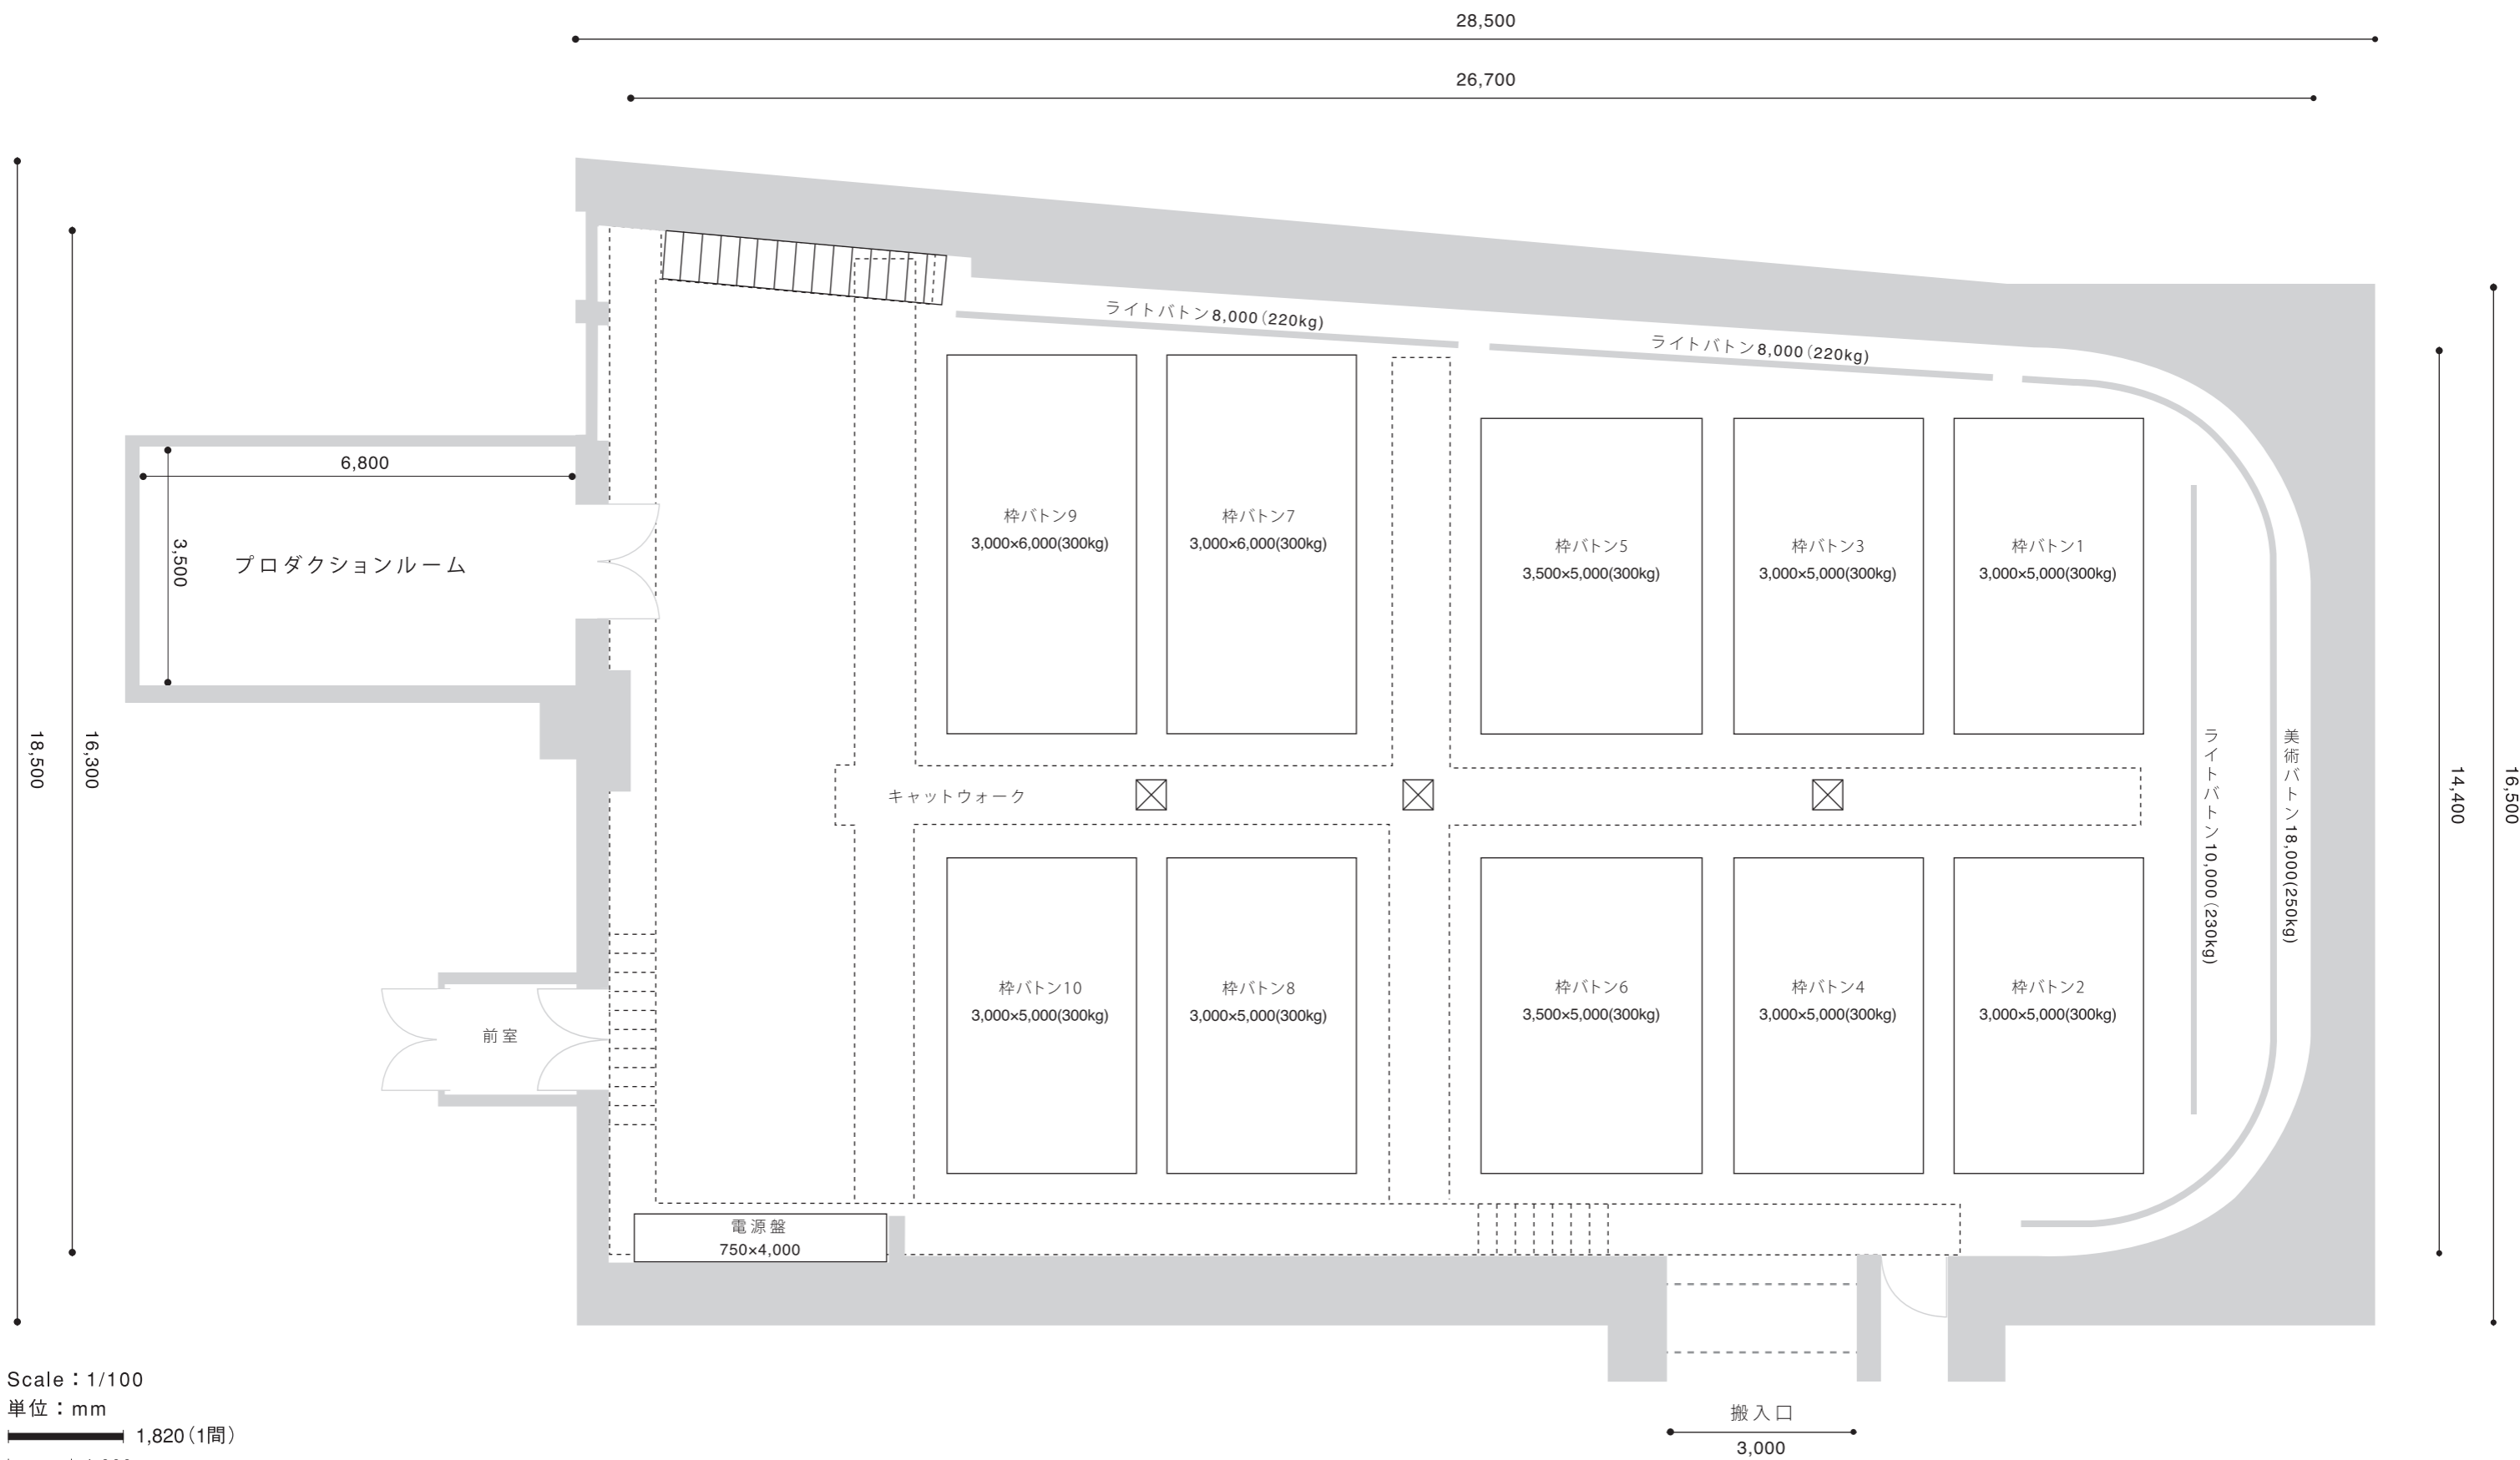 28,500
26,700
ライトバトン8,000(220kg)
ライトバトン8,000(220kg)
6,800
3,500
プロダクションルーム
枠バトン9
3,000×6,000(300kg)
枠バトン7
3,000×6,000(300kg)
枠バトン5
3,500×5,000(300kg)
枠バトン3
3,000×5,000(300kg)
枠バトン1
3,000×5,000(300kg)
18,500
16,300
キャットウォーク
ライトバトン10,000(230kg)
美術バトン18,000(250kg)
14,400
16,500
前室
枠バトン10
3,000×5,000(300kg)
枠バトン8
3,000×5,000(300kg)
枠バトン6
3,500×5,000(300kg)
枠バトン4
3,000×5,000(300kg)
枠バトン2
3,000×5,000(300kg)
電源盤
750×4,000
Scale：1/100
単位：mm
1,820(1間)
搬入口
3,000